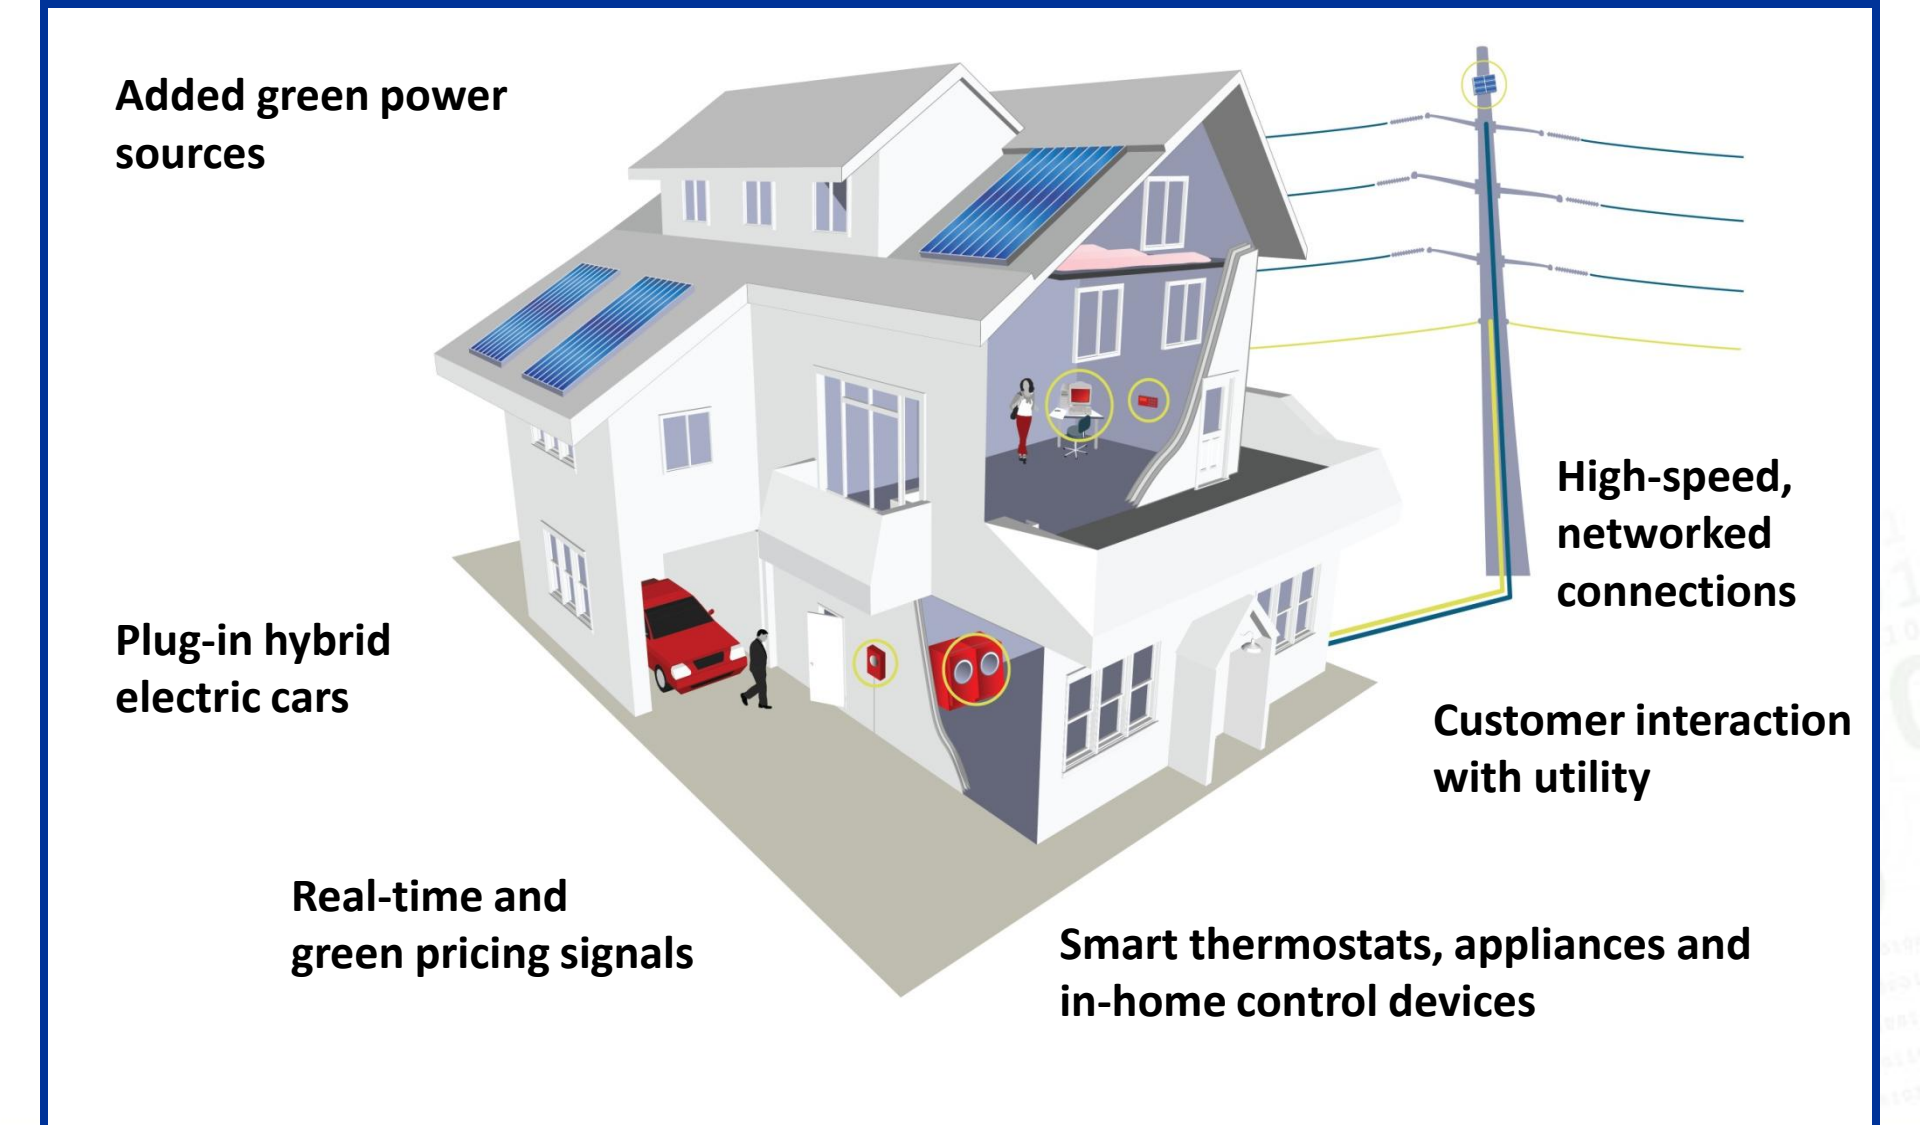 Added green power
sources
High-speed,
networked
connections
Plug-in hybrid
electric cars
Customer interaction
with utility
Real-time and
green pricing signals
Smart thermostats, appliances and
in-home control devices